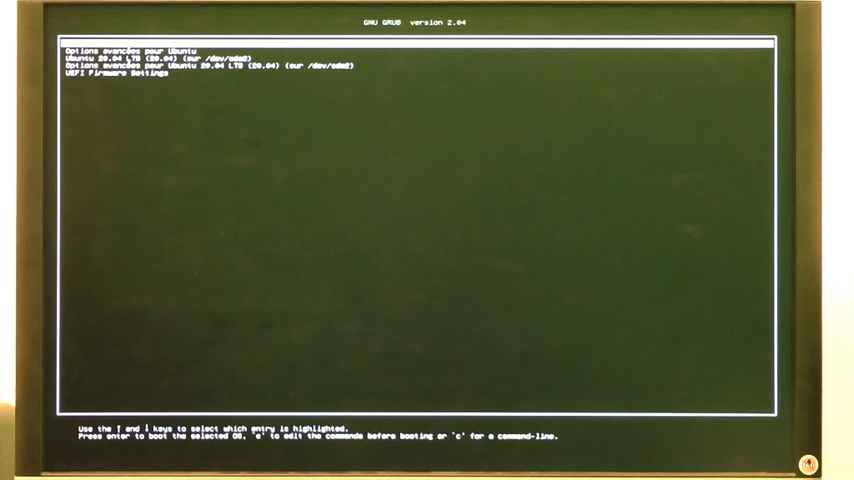 GNU GRUB version 2.04
Options avancées pour Ubuntu
Ubuntu 20.04 LTS (20.04) (sur /dev/sda2)
Options avancées pour Ubuntu 20.04 LTS (20.04) (sur /dev/sda2)
UEFI Firmware Settings
Use the ↑ and ↓ keys to select which entry is highlighted.
Press enter to boot the selected OS, `e' to edit the commands before booting or `c' for a command-line.